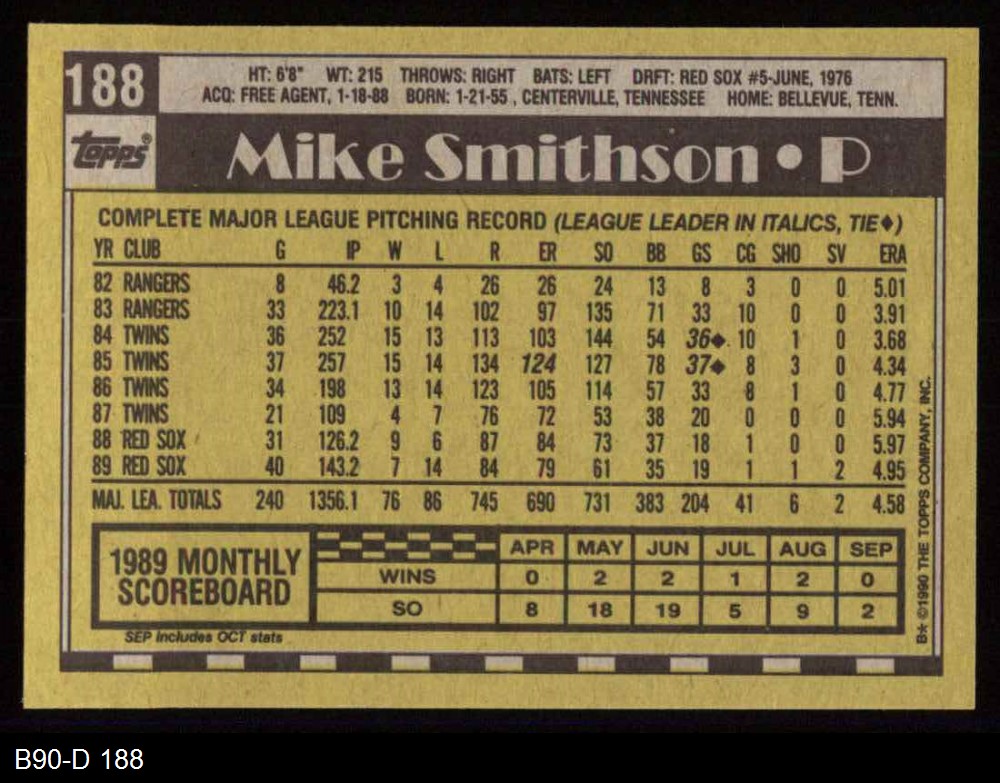 188
HT: 6'8" WT: 215 THROWS: RIGHT BATS: LEFT DRFT: RED SOX #5-JUNE, 1976
ACQ: FREE AGENT, 1-18-88 BORN: 1-21-55 , CENTERVILLE, TENNESSEE HOME: BELLEVUE, TENN.
topps®
Mike Smithson • P
COMPLETE MAJOR LEAGUE PITCHING RECORD (LEAGUE LEADER IN ITALICS, TIE♦)
YR CLUB G IP W L R ER SO BB GS CG SHO SV ERA
82 RANGERS 8 46.2 3 4 26 26 24 13 8 3 0 0 5.01
83 RANGERS 33 223.1 10 14 102 97 135 71 33 10 0 0 3.91
84 TWINS 36 252 15 13 113 103 144 54 36♦ 10 1 0 3.68
85 TWINS 37 257 15 14 134 124 127 78 37♦ 8 3 0 4.34
86 TWINS 34 198 13 14 123 105 114 57 33 8 1 0 4.77
87 TWINS 21 109 4 7 76 72 53 38 20 0 0 0 5.94
88 RED SOX 31 126.2 9 6 87 84 73 37 18 1 0 0 5.97
89 RED SOX 40 143.2 7 14 84 79 61 35 19 1 1 2 4.95
MAJ. LEA. TOTALS 240 1356.1 76 86 745 690 731 383 204 41 6 2 4.58
1989 MONTHLY
SCOREBOARD
APR MAY JUN JUL AUG SEP
WINS 0 2 2 1 2 0
SO 8 18 19 5 9 2
SEP includes OCT stats
B* ©1990 THE TOPPS COMPANY, INC.
B90-D 188